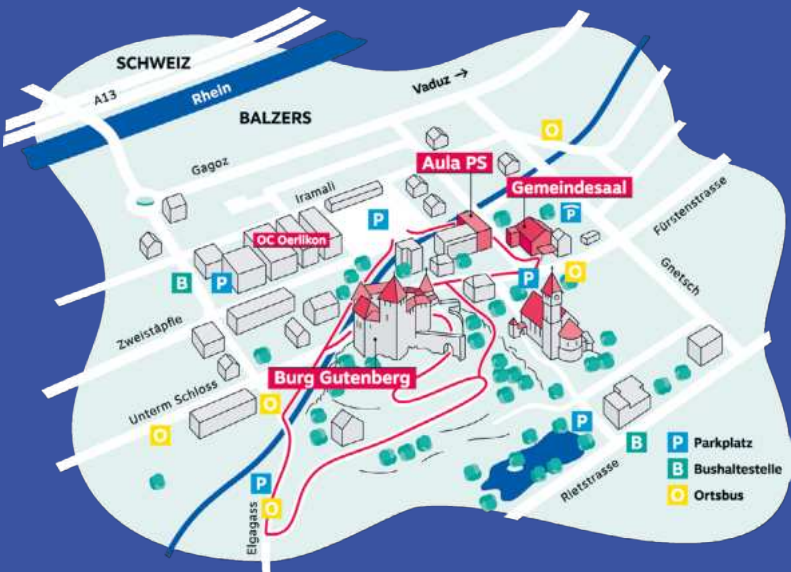 SCHWEIZ
A13
Rhein
Vaduz →
BALZERS
O
Gagoz
Aula PS
Iramali
Gemeindesaal
P
P
OC Oerlikon
Fürstenstrasse
B
P
P
O
Gnetsch
Zweistäpfle
Burg Gutenberg
Unterm Schloss
O
O
P
B
P Parkplatz
B Bushaltestelle
O Ortsbus
Rietstrasse
P
O
Elgagass